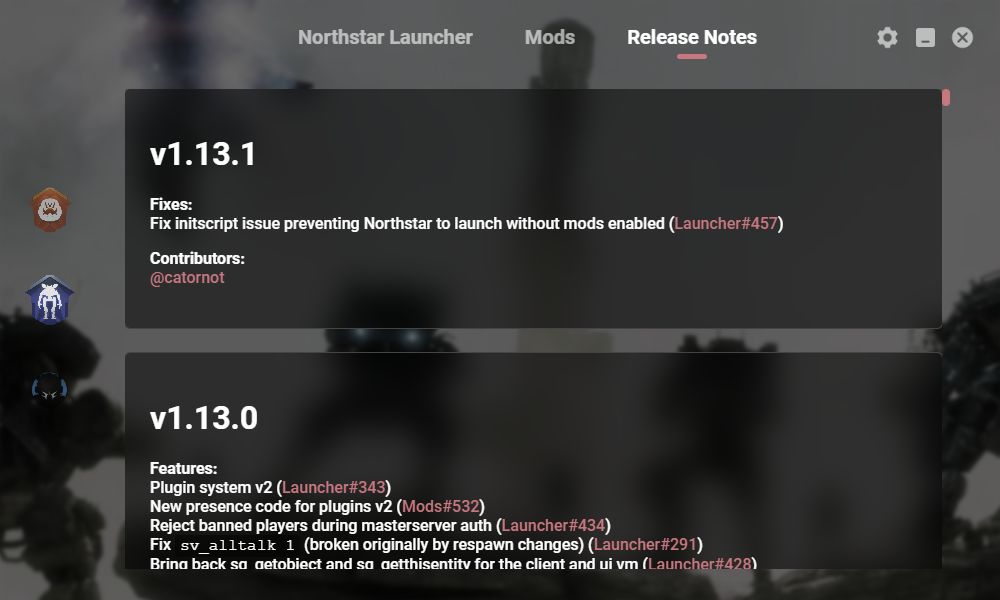 Northstar Launcher
Mods
Release Notes
v1.13.1
Fixes:
Fix initscript issue preventing Northstar to launch without mods enabled (Launcher#457)
Contributors:
@catornot
v1.13.0
Features:
Plugin system v2 (Launcher#343)
New presence code for plugins v2 (Mods#532)
Reject banned players during masterserver auth (Launcher#434)
Fix sv_alltalk 1 (broken originally by respawn changes) (Launcher#291)
Bring back sq_getobject and sq_getthisentity for the client and ui vm (Launcher#428)